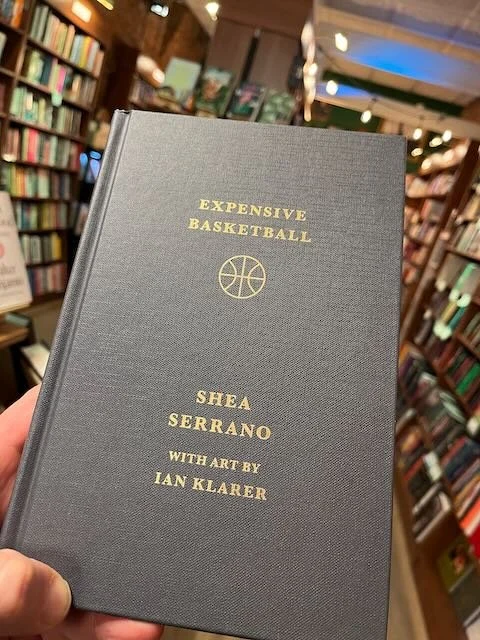 EXPENSIVE
BASKETBALL
SHEA
SERRANO
WITH ART BY
IAN KLARER